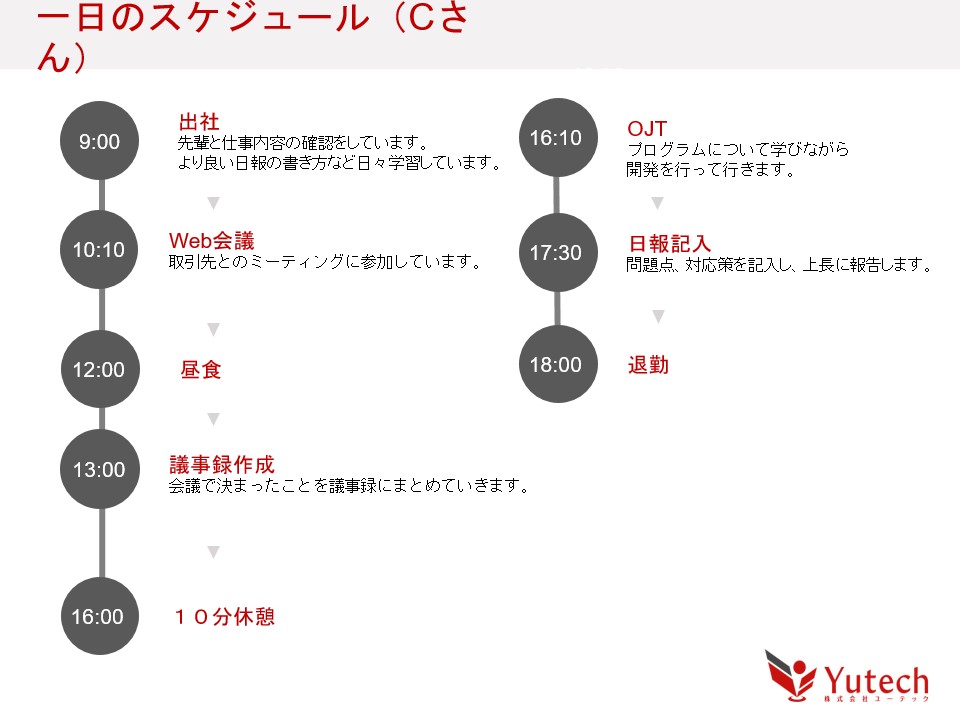 一日のスケジュール（Cさ
ん）
9:00
出社
先輩と仕事内容の確認をしています。
より良い日報の書き方など日々学習しています。
10:10
Web会議
取引先とのミーティングに参加しています。
12:00
昼食
13:00
議事録作成
会議で決まったことを議事録にまとめていきます。
16:00
１０分休憩
16:10
OJT
プログラムについて学びながら
開発を行って行きます。
17:30
日報記入
問題点、対応策を記入し、上長に報告します。
18:00
退勤
Yutech
株式会社ユーテック